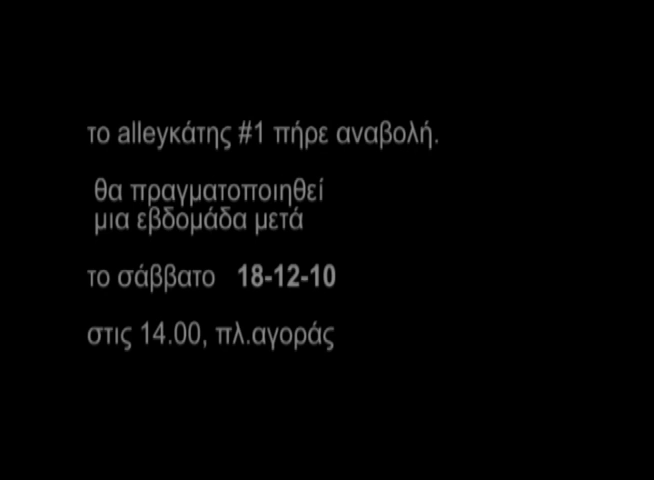 το alleyκάτης #1 πήρε αναβολή.
θα πραγματοποιηθεί
μια εβδομάδα μετά
το σάββατο 18-12-10
στις 14.00, πλ.αγοράς